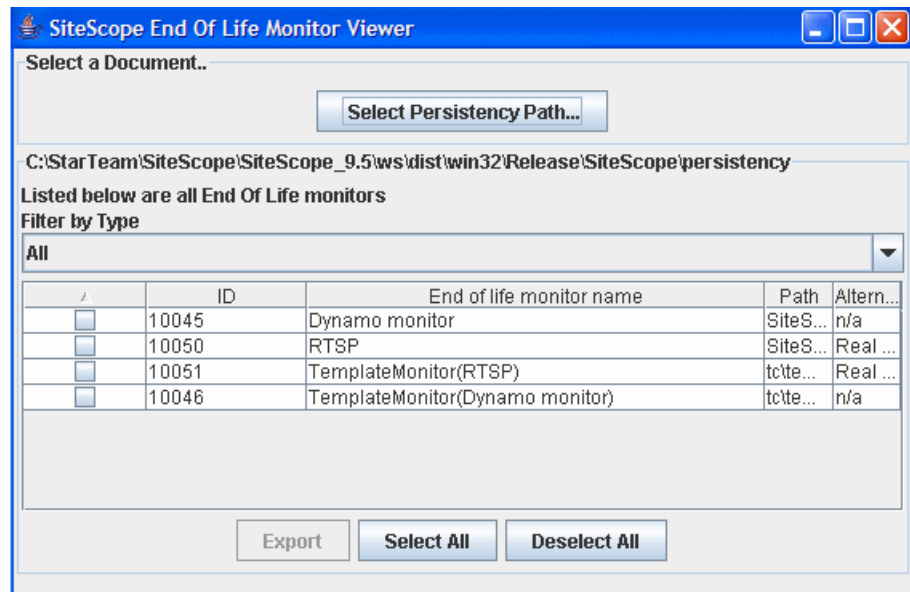 SiteScope End Of Life Monitor Viewer
Select a Document..
Select Persistency Path...
C:\StarTeam\SiteScope\SiteScope_9.5\ws\dist\win32\Release\SiteScope\persistency
Listed below are all End Of Life monitors
Filter by Type
All
ID End of life monitor name Path Altern...
10045 Dynamo monitor SiteS... n/a
10050 RTSP SiteS... Real ...
10051 TemplateMonitor(RTSP) tc\te... Real ...
10046 TemplateMonitor(Dynamo monitor) tc\te... n/a
Export Select All Deselect All